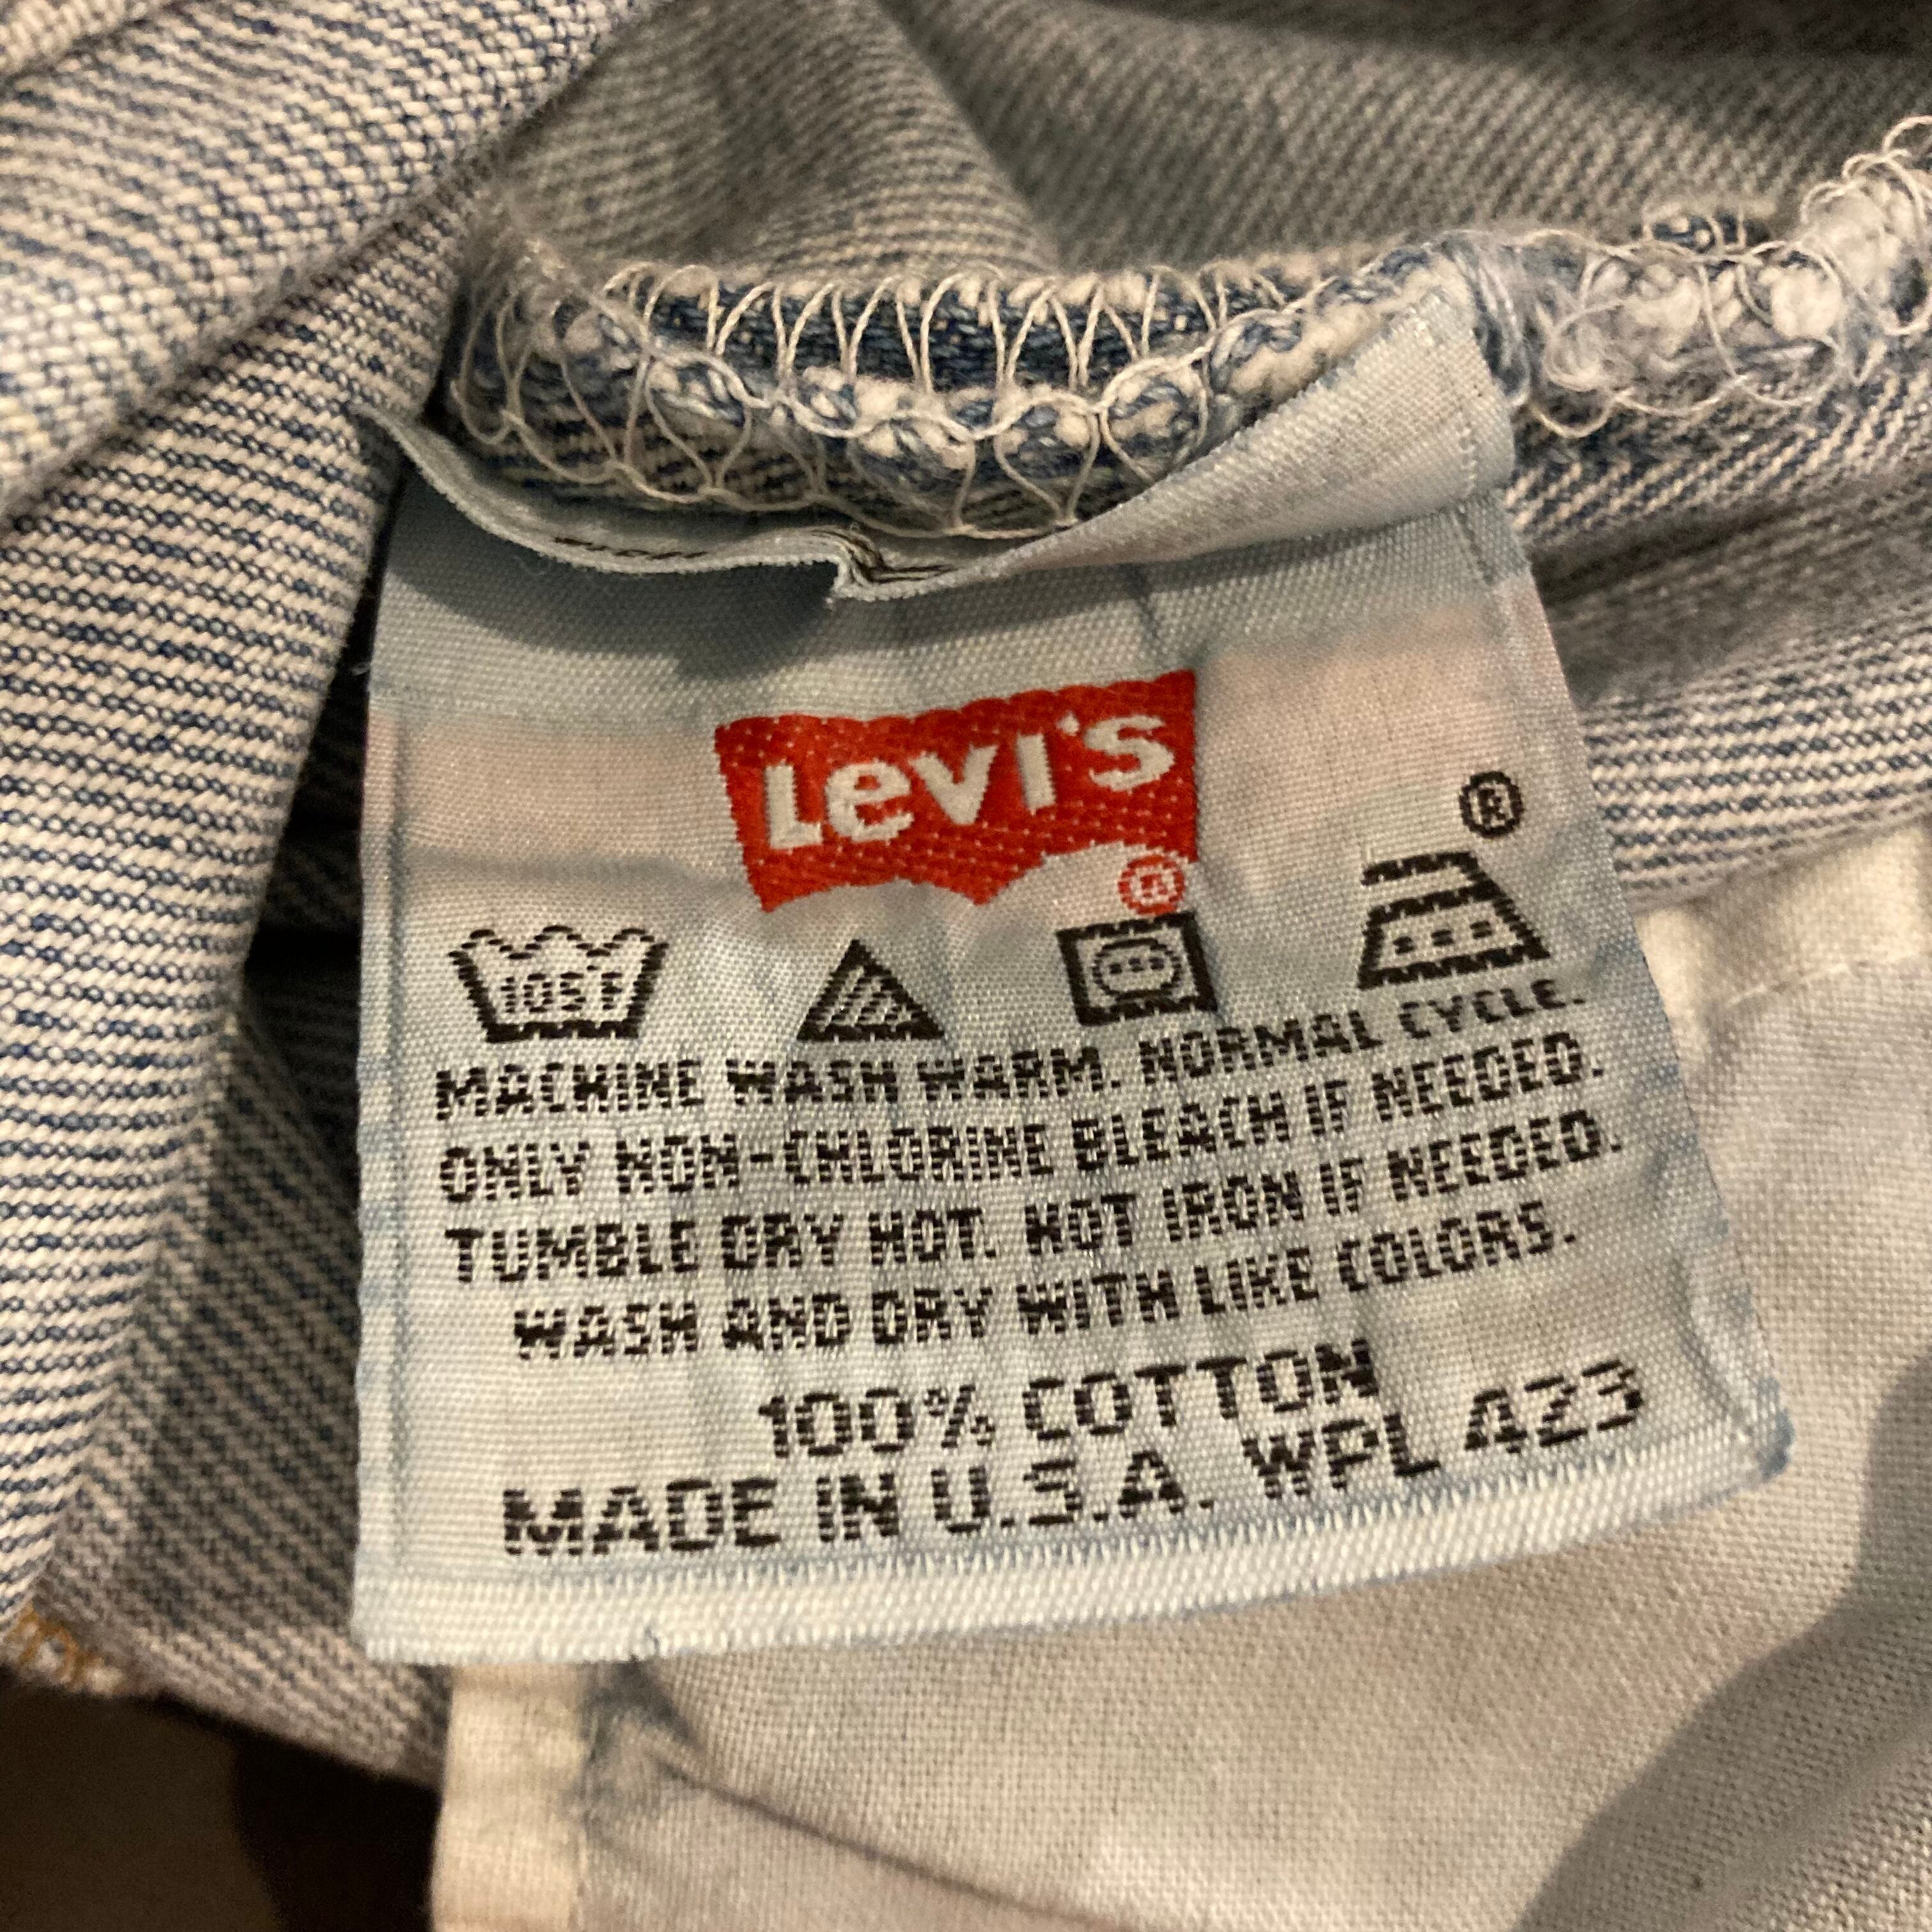 Levi's
®
®
105°F
MACHINE WASH WARM. NORMAL CYCLE.
ONLY NON-CHLORINE BLEACH IF NEEDED.
TUMBLE DRY HOT. HOT IRON IF NEEDED.
WASH AND DRY WITH LIKE COLORS.
100% COTTON
MADE IN U.S.A. WPL 423